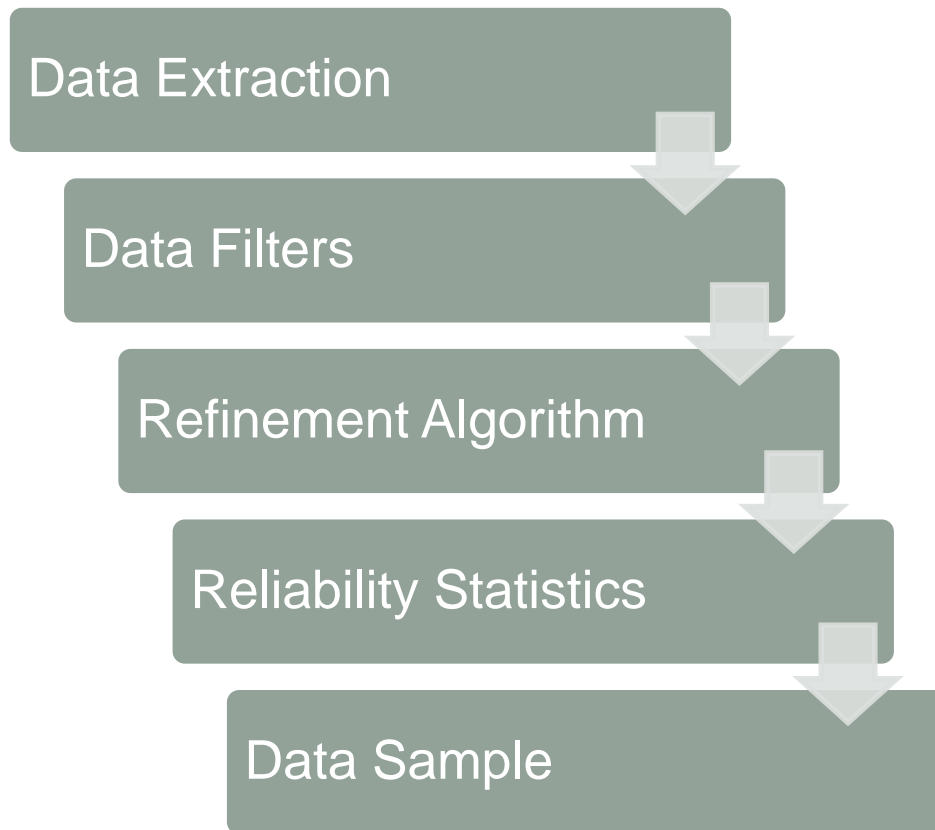 Data Extraction
Data Filters
Refinement Algorithm
Reliability Statistics
Data Sample